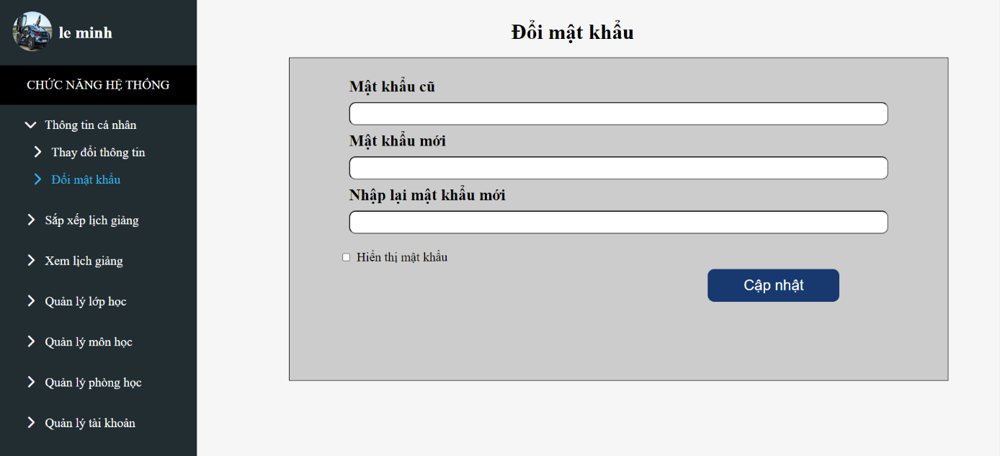 le minh
CHỨC NĂNG HỆ THỐNG
Thông tin cá nhân
Thay đổi thông tin
Đổi mật khẩu
Sắp xếp lịch giảng
Xem lịch giảng
Quản lý lớp học
Quản lý môn học
Quản lý phòng học
Quản lý tài khoản
Đổi mật khẩu
Mật khẩu cũ
Mật khẩu mới
Nhập lại mật khẩu mới
Hiển thị mật khẩu
Cập nhật